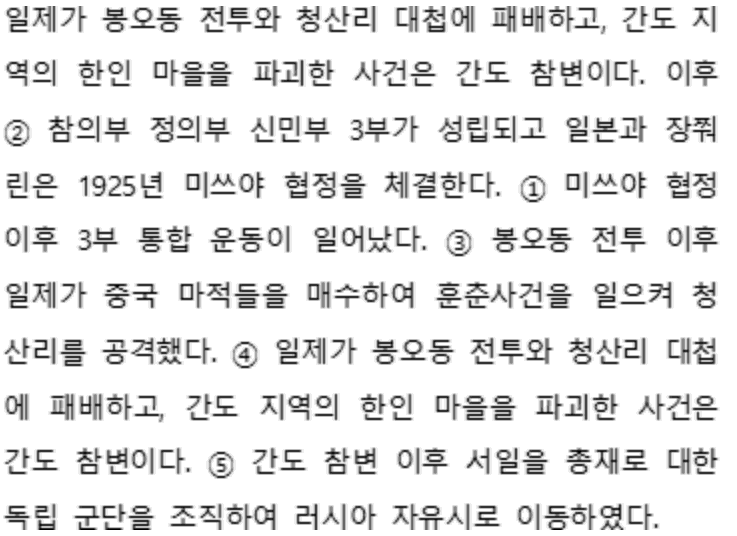 일제가 봉오동 전투와 청산리 대첩에 패배하고, 간도 지
역의 한인 마을을 파괴한 사건은 간도 참변이다. 이후
② 참의부 정의부 신민부 3부가 성립되고 일본과 장쭤
린은 1925년 미쓰야 협정을 체결한다. ① 미쓰야 협정
이후 3부 통합 운동이 일어났다. ③ 봉오동 전투 이후
일제가 중국 마적들을 매수하여 훈춘사건을 일으켜 청
산리를 공격했다. ④ 일제가 봉오동 전투와 청산리 대첩
에 패배하고, 간도 지역의 한인 마을을 파괴한 사건은
간도 참변이다. ⑤ 간도 참변 이후 서일을 총재로 대한
독립 군단을 조직하여 러시아 자유시로 이동하였다.